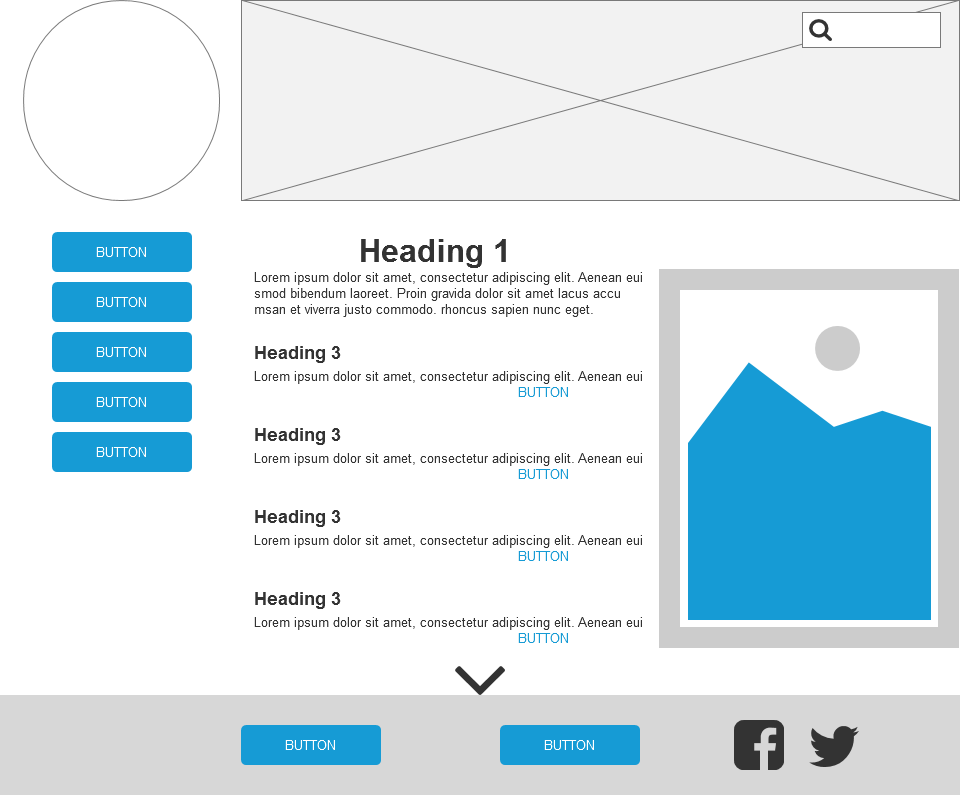 BUTTON
BUTTON
BUTTON
BUTTON
BUTTON
Heading 1
Lorem ipsum dolor sit amet, consectetur adipiscing elit. Aenean eui
smod bibendum laoreet. Proin gravida dolor sit amet lacus accu
msan et viverra justo commodo. rhoncus sapien nunc eget.
Heading 3
Lorem ipsum dolor sit amet, consectetur adipiscing elit. Aenean eui
BUTTON
Heading 3
Lorem ipsum dolor sit amet, consectetur adipiscing elit. Aenean eui
BUTTON
Heading 3
Lorem ipsum dolor sit amet, consectetur adipiscing elit. Aenean eui
BUTTON
Heading 3
Lorem ipsum dolor sit amet, consectetur adipiscing elit. Aenean eui
BUTTON
BUTTON
BUTTON